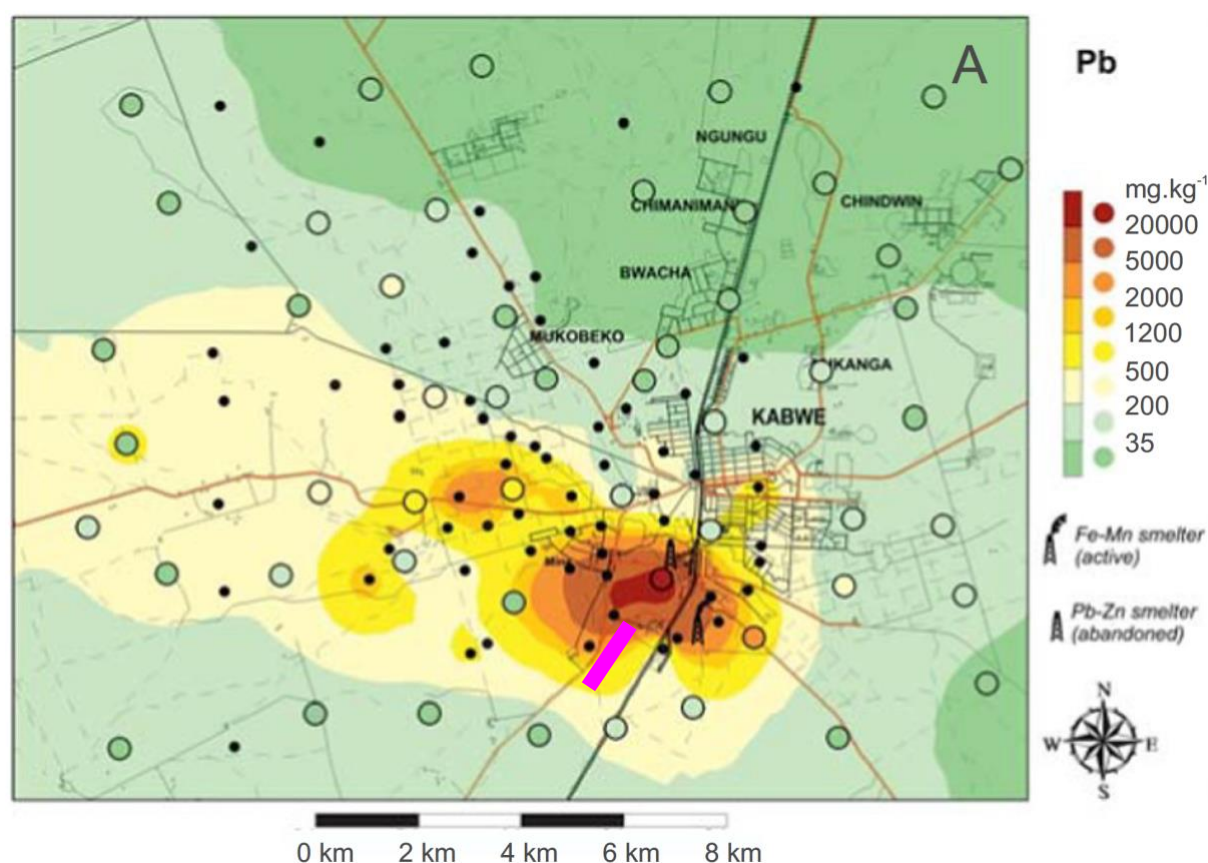 A
Pb
NGUNGU
mg.kg-1
CHIMANIMANI
CHINDWIN
20000
5000
BWACHA
2000
1200
MUKOBEKO
500
200
KABWE
35
Fe-Mn smelter
(active)
Pb-Zn smelter
(abandoned)
N
W E
S
0 km 2 km 4 km 6 km 8 km